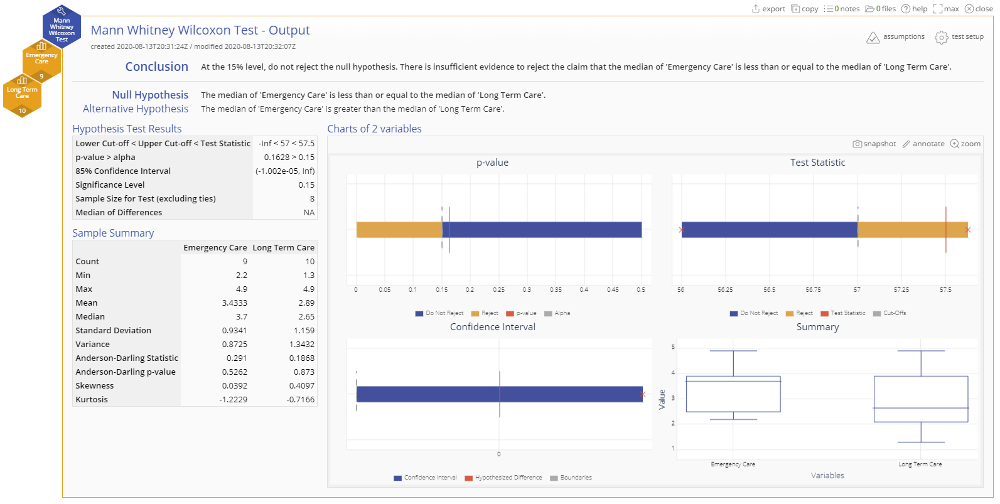 export copy 0 notes 0 files help max close
Mann
Whitney
Wilcoxon
Test
Emergency
Care
9
Long Term
Care
10
Mann Whitney Wilcoxon Test - Output
created 2020-08-13T20:31:24Z / modified 2020-08-13T20:32:07Z
assumptions test setup
Conclusion At the 15% level, do not reject the null hypothesis. There is insufficient evidence to reject the claim that the median of 'Emergency Care' is less than or equal to the median of 'Long Term Care'.
Null Hypothesis The median of 'Emergency Care' is less than or equal to the median of 'Long Term Care'.
Alternative Hypothesis The median of 'Emergency Care' is greater than the median of 'Long Term Care'.
Hypothesis Test Results
Lower Cut-off < Upper Cut-off < Test Statistic -Inf < 57 < 57.5
p-value > alpha 0.1628 > 0.15
85% Confidence Interval (-1.002e-05, Inf)
Significance Level 0.15
Sample Size for Test (excluding ties) 8
Median of Differences NA
Sample Summary
Emergency Care Long Term Care
Count 9 10
Min 2.2 1.3
Max 4.9 4.9
Mean 3.4333 2.89
Median 3.7 2.65
Standard Deviation 0.9341 1.159
Variance 0.8725 1.3432
Anderson-Darling Statistic 0.291 0.1868
Anderson-Darling p-value 0.5262 0.873
Skewness 0.0392 0.4097
Kurtosis -1.2229 -0.7166
Charts of 2 variables
snapshot annotate zoom
p-value
0 0.05 0.1 0.15 0.2 0.25 0.3 0.35 0.4 0.45 0.5
Do Not Reject Reject p-value Alpha
Test Statistic
56 56.25 56.5 56.75 57 57.25 57.5
Do Not Reject Reject Test Statistic Cut-Offs
Confidence Interval
0
Confidence Interval Hypothesized Difference Boundaries
Summary
5
4
3
2
1
Value
Emergency Care Long Term Care
Variables